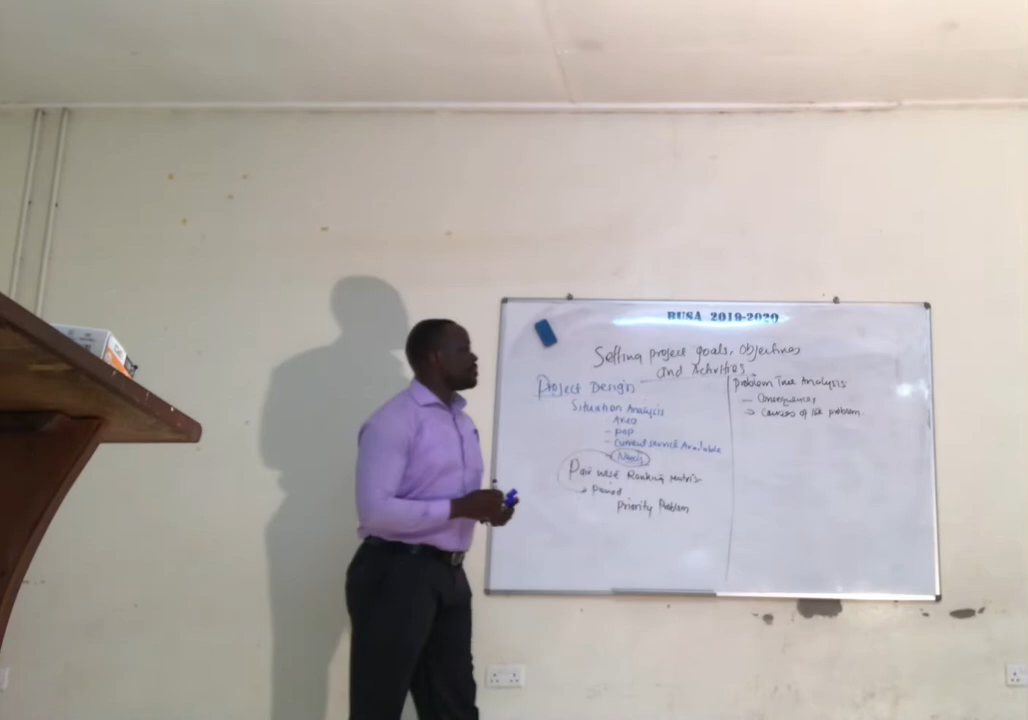 BUSA 2019-2020
Setting project goals, Objectives
and Activities
Project Design
Situation Analysis
Area
- pop
- Current service Available
- Needs
Pair wise Ranking Matrix
Priority Problem
Problem Tree Analysis
- Consequences
-> Causes of the problem.